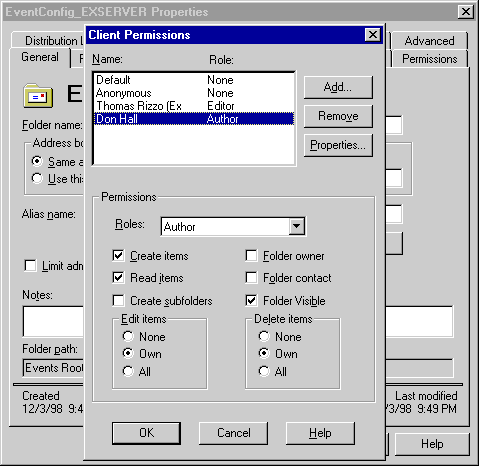 EventConfig_EXSERVER Properties
Client Permissions
Distribution L
Advanced
General
Permissions
Name: Role:
Default None
Anonymous None
Thomas Rizzo (Ex Editor
Don Hall Author
Add...
Remove
Properties...
E
Folder name:
Address bo
Same a
Use this
Alias name:
Limit adm
Notes:
Folder path:
Events Root
Created
12/3/98 9:4
Last modified
/3/98 9:49 PM
Permissions
Roles: Author
Create items
Folder owner
Read items
Folder contact
Create subfolders
Folder Visible
Edit items
None
Own
All
Delete items
None
Own
All
OK
Cancel
Help
Help